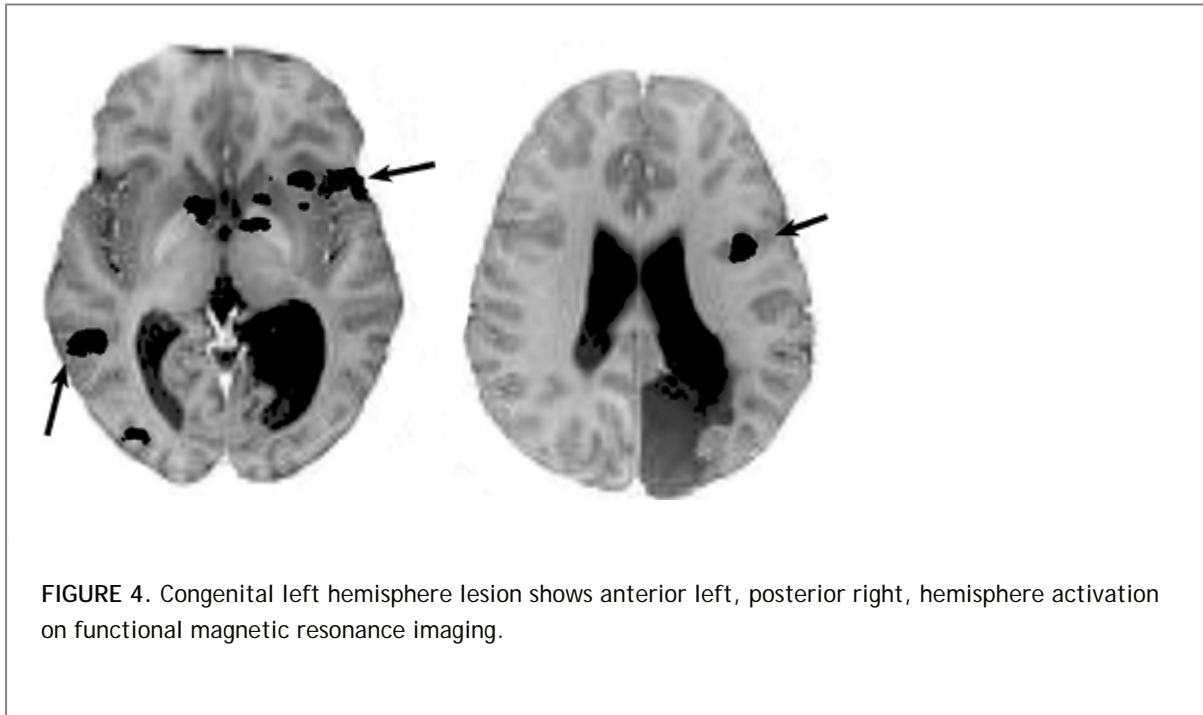 FIGURE 4. Congenital left hemisphere lesion shows anterior left, posterior right, hemisphere activation
on functional magnetic resonance imaging.